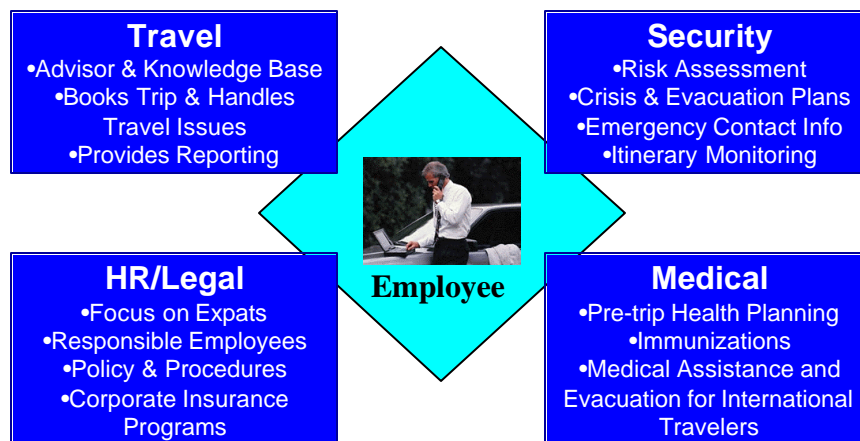 Travel
•Advisor & Knowledge Base
•Books Trip & Handles
Travel Issues
•Provides Reporting
Security
•Risk Assessment
•Crisis & Evacuation Plans
•Emergency Contact Info
•Itinerary Monitoring
Employee
HR/Legal
•Focus on Expats
•Responsible Employees
•Policy & Procedures
•Corporate Insurance
Programs
Medical
•Pre-trip Health Planning
•Immunizations
•Medical Assistance and
Evacuation for International
Travelers